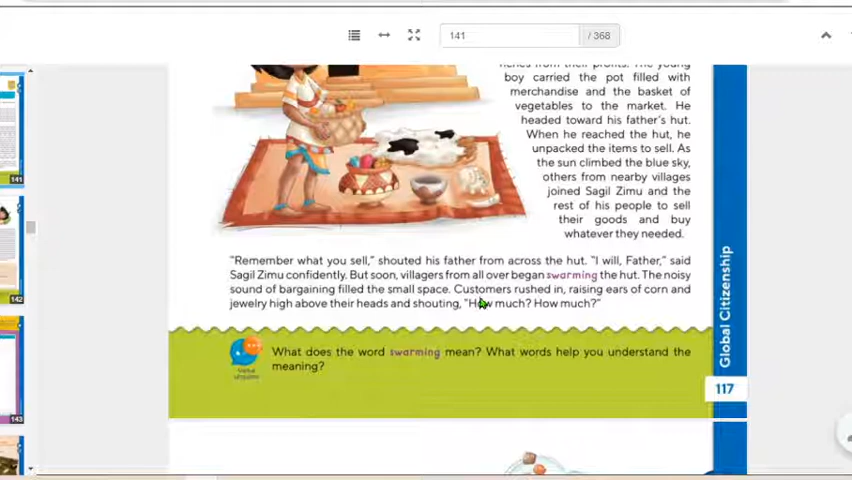 141
/ 368
boy carried the pot filled with
merchandise and the basket of
vegetables to the market. He
headed toward his father's hut.
When he reached the hut, he
unpacked the items to sell. As
the sun climbed the blue sky,
others from nearby villages
joined Sagil Zimu and the
rest of his people to sell
their goods and buy
whatever they needed.
"Remember what you sell," shouted his father from across the hut. "I will, Father," said
Sagil Zimu confidently. But soon, villagers from all over began swarming the hut. The noisy
sound of bargaining filled the small space. Customers rushed in, raising ears of corn and
jewelry high above their heads and shouting, "How much? How much?"
What does the word swarming mean? What words help you understand the
meaning?
Global Citizenship
117
141
142
143